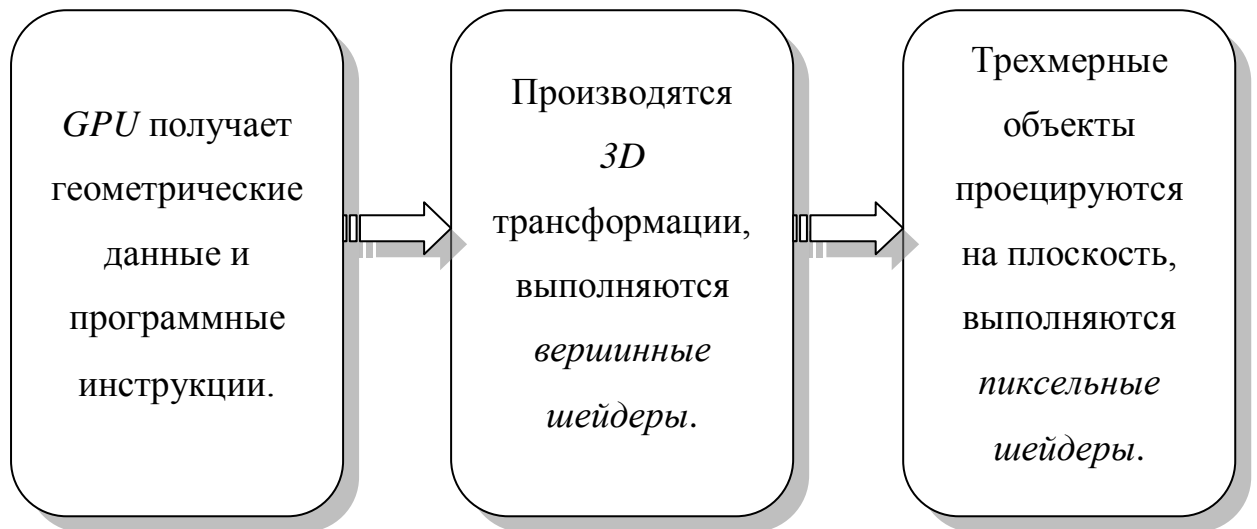 GPU получает
геометрические
данные и
программные
инструкции.
Производятся
3D
трансформации,
выполняются
вершинные
шейдеры.
Трехмерные
объекты
проецируются
на плоскость,
выполняются
пиксельные
шейдеры.